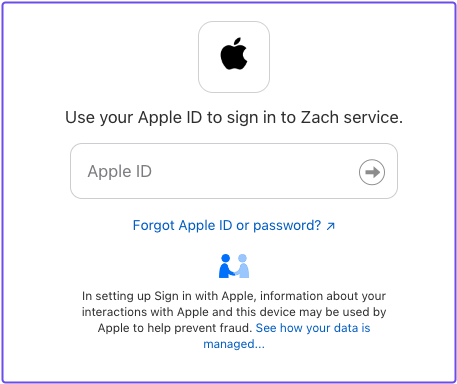 Use your Apple ID to sign in to Zach service.
Apple ID
Forgot Apple ID or password? ↗
In setting up Sign in with Apple, information about your
interactions with Apple and this device may be used by
Apple to help prevent fraud. See how your data is
managed...